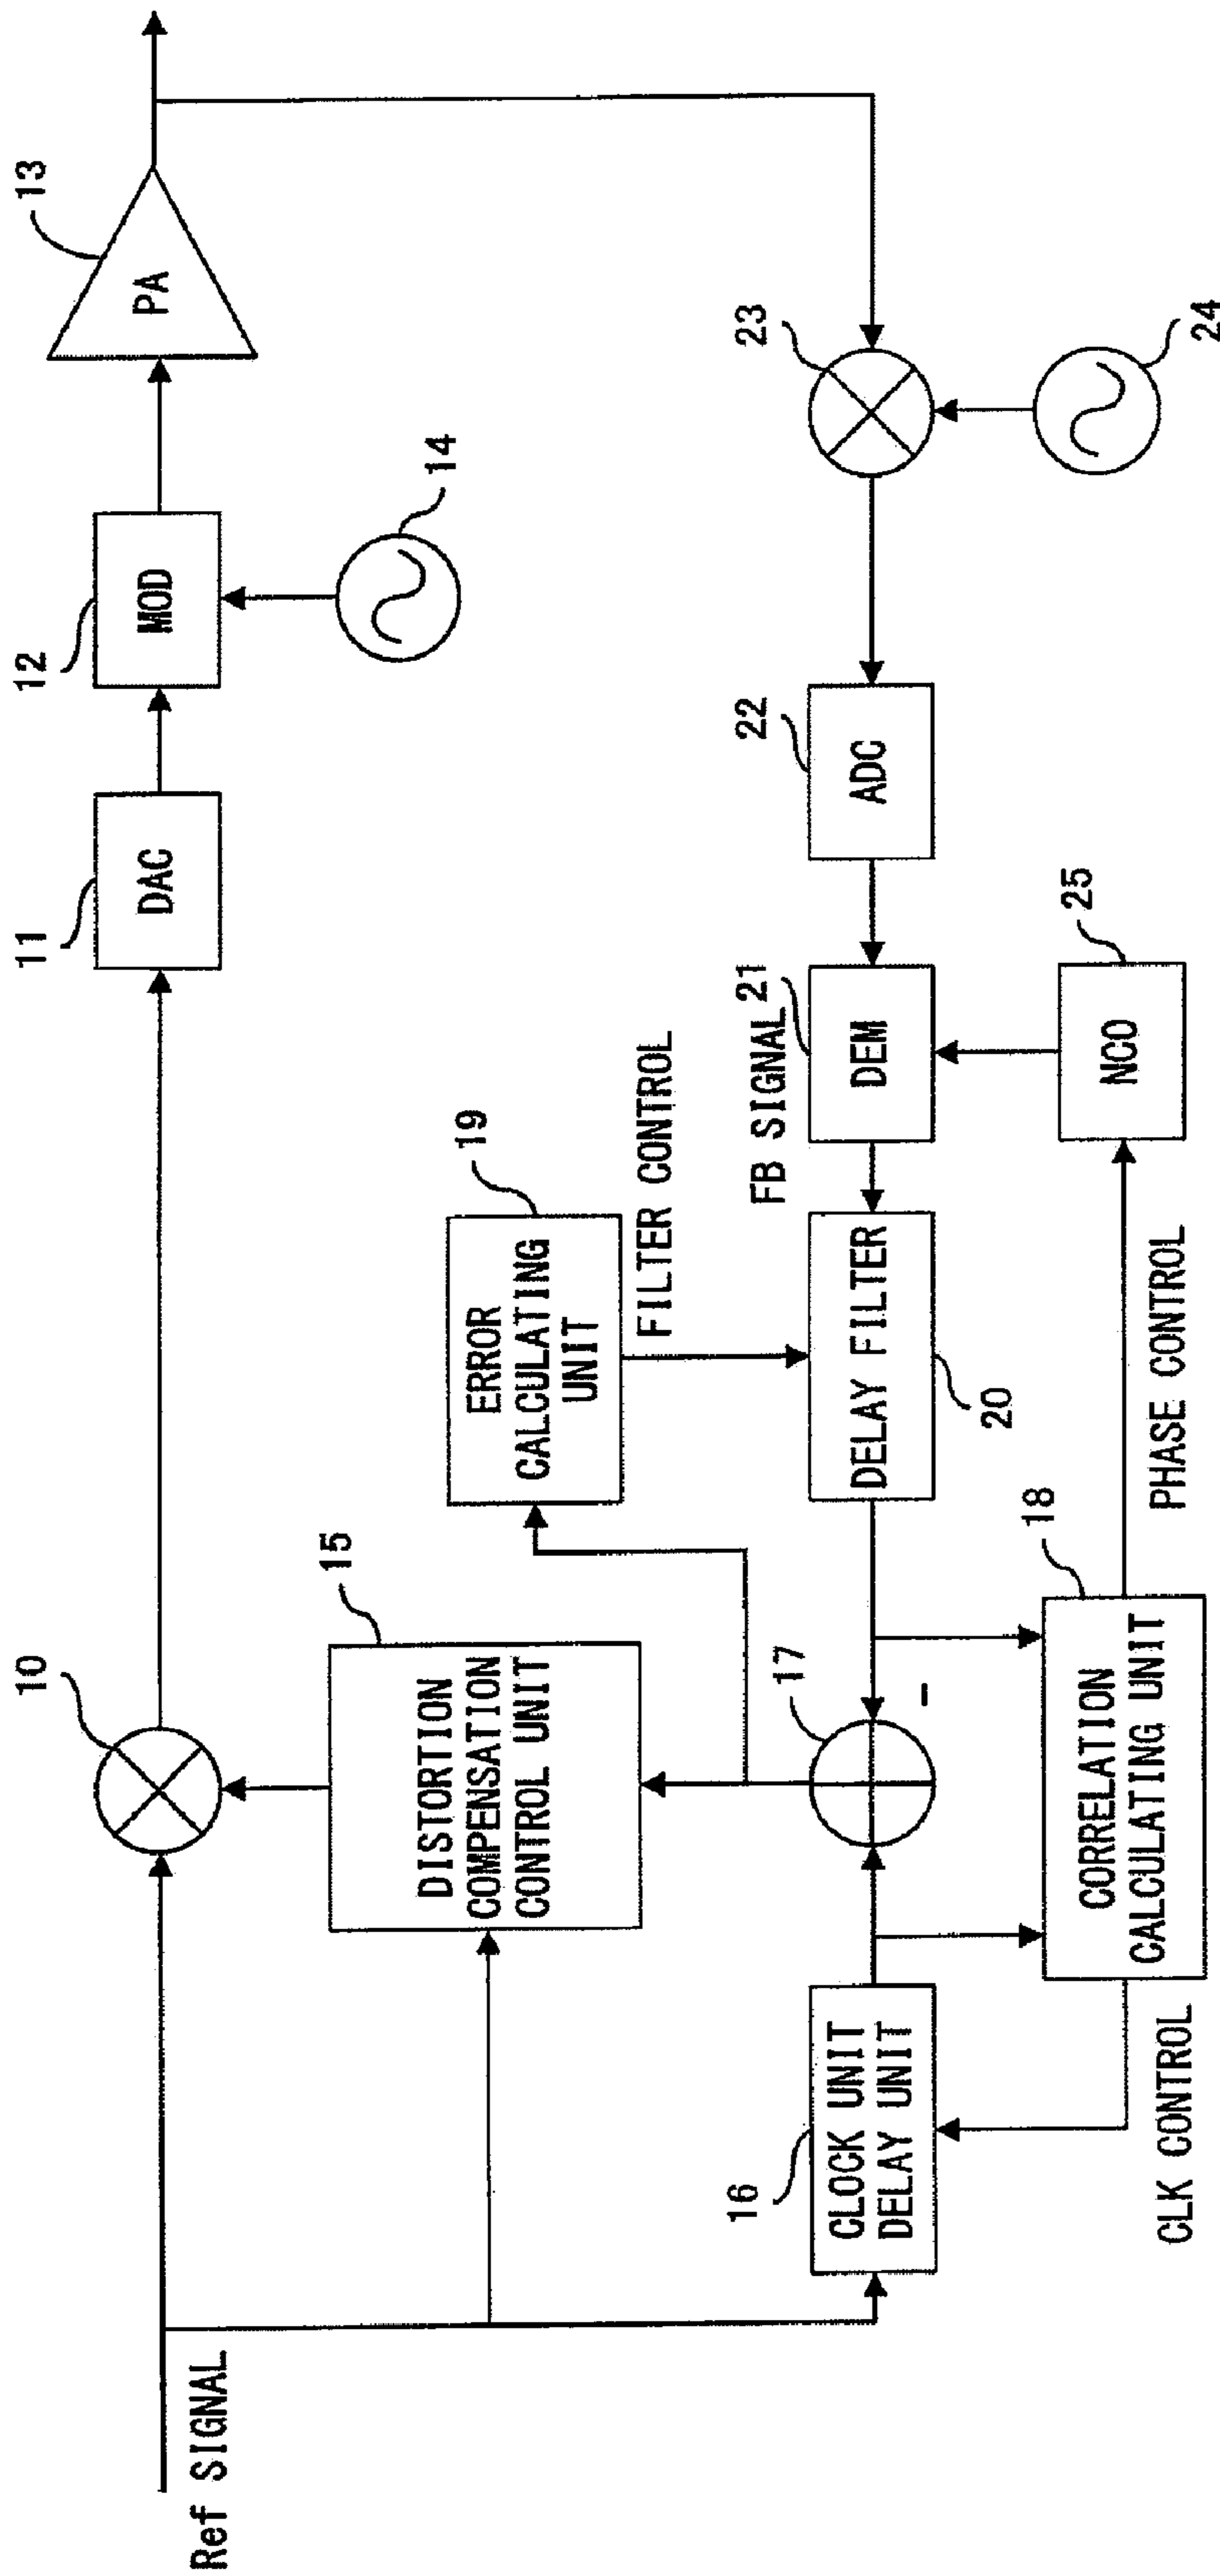 Ref SIGNAL
10
11
DAC
12
MOD
14
13
PA
15
DISTORTION
COMPENSATION
CONTROL UNIT
19
ERROR
CALCULATING
UNIT
FILTER CONTROL
16
CLOCK UNIT
DELAY UNIT
17
-
DELAY FILTER
20
FB SIGNAL
21
DEM
22
ADC
23
24
CLK CONTROL
18
CORRELATION
CALCULATING UNIT
PHASE CONTROL
25
NCO